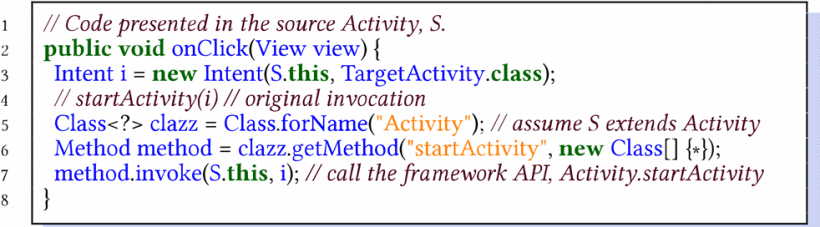 1 // Code presented in the source Activity, S.
2 public void onClick(View view) {
3 Intent i = new Intent(S.this, TargetActivity.class);
4 // startActivity(i) // original invocation
5 Class<?> clazz = Class.forName("Activity"); // assume S extends Activity
6 Method method = clazz.getMethod("startActivity", new Class[] {*});
7 method.invoke(S.this, i); // call the framework API, Activity.startActivity
8 }